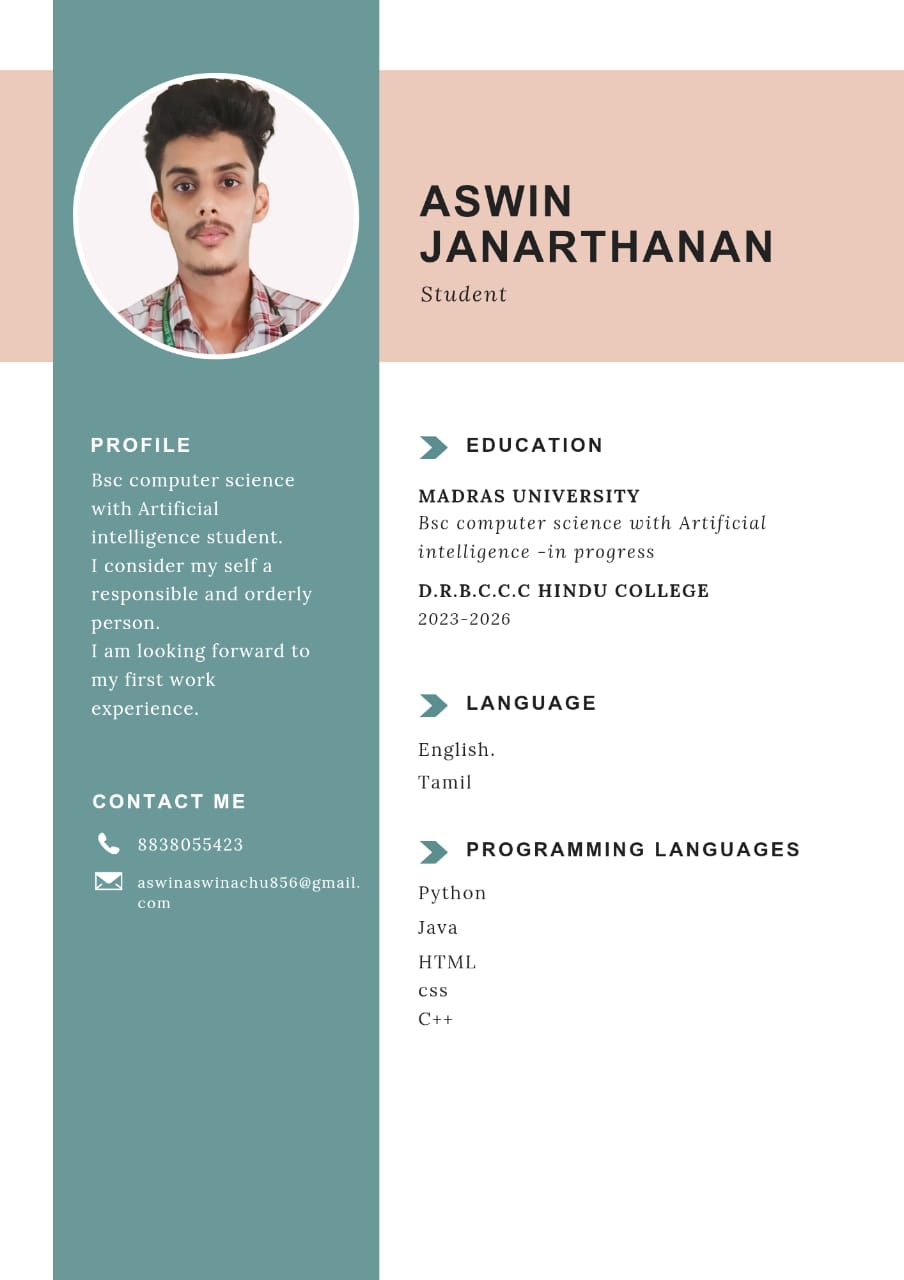 ASWIN
JANARTHANAN
Student
PROFILE
Bsc computer science
with Artificial
intelligence student.
I consider my self a
responsible and orderly
person.
I am looking forward to
my first work
experience.
CONTACT ME
8838055423
aswinaswinachu856@gmail.
com
EDUCATION
MADRAS UNIVERSITY
Bsc computer science with Artificial
intelligence -in progress
D.R.B.C.C.C HINDU COLLEGE
2023-2026
LANGUAGE
English.
Tamil
PROGRAMMING LANGUAGES
Python
Java
HTML
css
C++